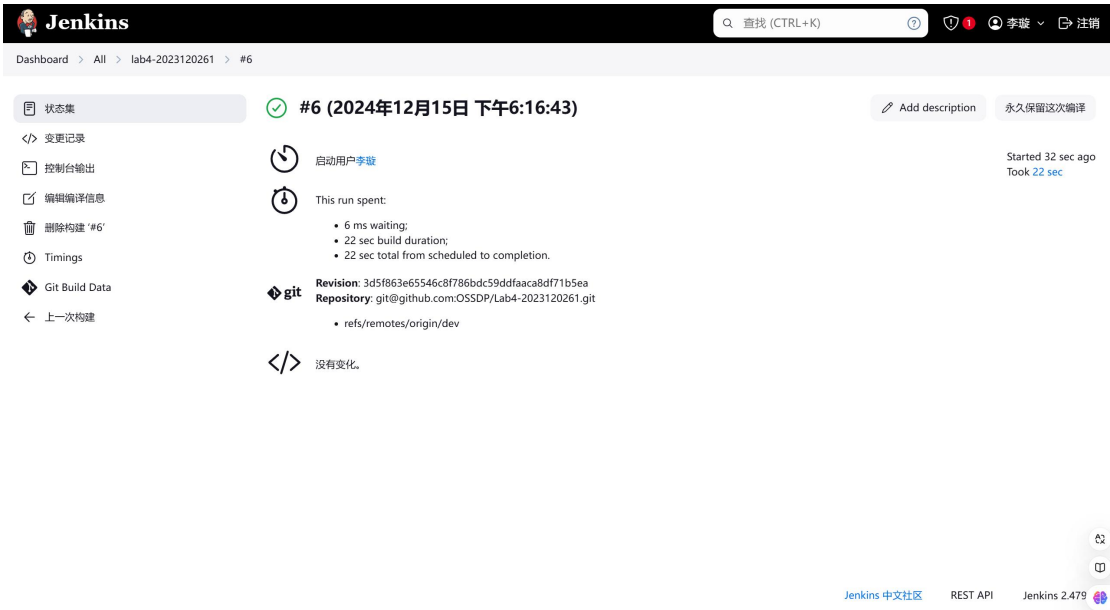 Jenkins
查找 (CTRL+K)
1
李璇
注销
Dashboard > All > lab4-2023120261 > #6
状态集
变更记录
控制台输出
编辑编译信息
删除构建 ‘#6’
Timings
Git Build Data
上一次构建
#6 (2024年12月15日 下午6:16:43)
Add description
永久保留这次编译
启动用户李璇
Started 32 sec ago
Took 22 sec
This run spent:
• 6 ms waiting;
• 22 sec build duration;
• 22 sec total from scheduled to completion.
git
Revision: 3d5f863e65546c8f786bdc59ddfaaca8df71b5ea
Repository: git@github.com:OSSDP/Lab4-2023120261.git
• refs/remotes/origin/dev
没有变化。
Jenkins 中文社区
REST API
Jenkins 2.479